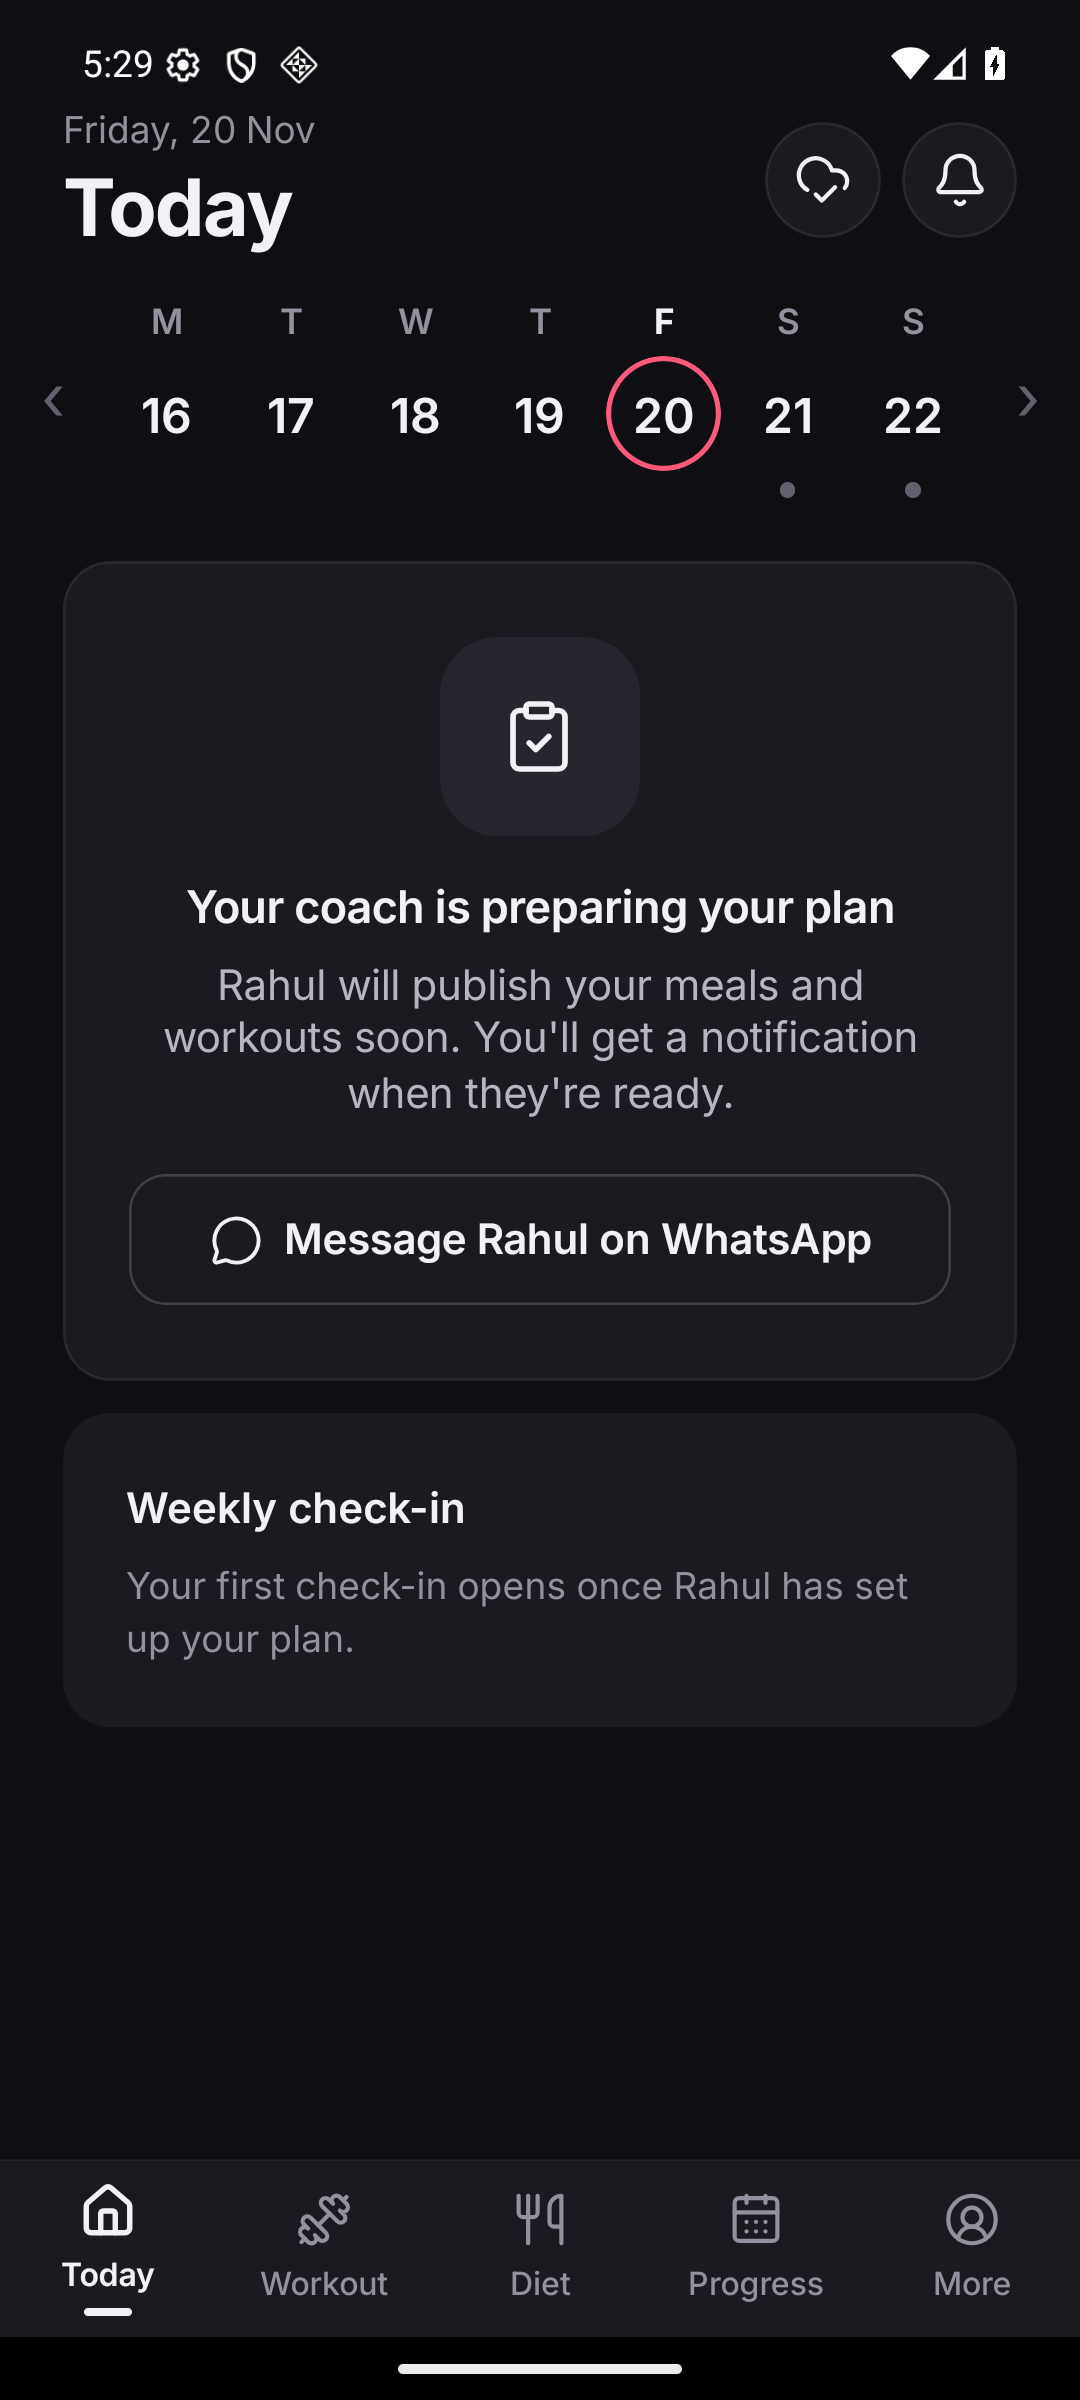 5:29
Friday, 20 Nov
Today
M T W T F S S
16 17 18 19 20 21 22
Your coach is preparing your plan
Rahul will publish your meals and
workouts soon. You'll get a notification
when they're ready.
Message Rahul on WhatsApp
Weekly check-in
Your first check-in opens once Rahul has set
up your plan.
Today Workout Diet Progress More